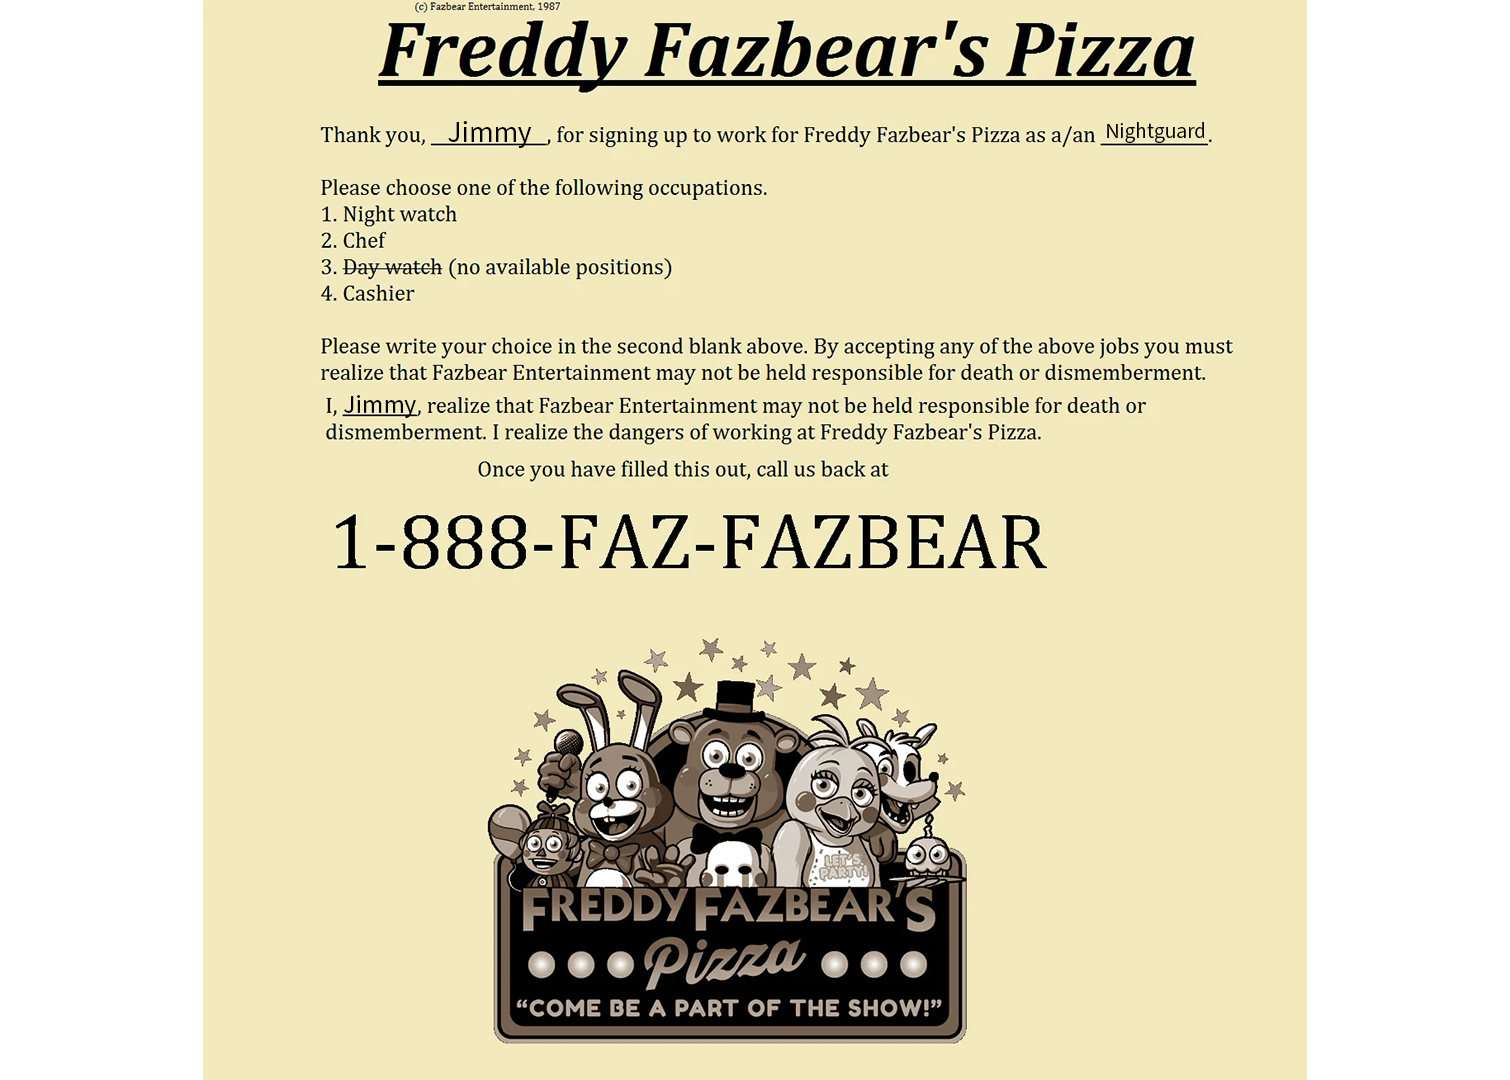 (c) Fazbear Entertainment, 1987
Freddy Fazbear's Pizza
Thank you, Jimmy, for signing up to work for Freddy Fazbear's Pizza as a/an Nightguard.
Please choose one of the following occupations.
1. Night watch
2. Chef
3. Day watch (no available positions)
4. Cashier
Please write your choice in the second blank above. By accepting any of the above jobs you must
realize that Fazbear Entertainment may not be held responsible for death or dismemberment.
I, Jimmy, realize that Fazbear Entertainment may not be held responsible for death or
dismemberment. I realize the dangers of working at Freddy Fazbear's Pizza.
Once you have filled this out, call us back at
1-888-FAZ-FAZBEAR
LET'S
PARTY!
FREDDY FAZBEAR'S
Pizza
"COME BE A PART OF THE SHOW!"